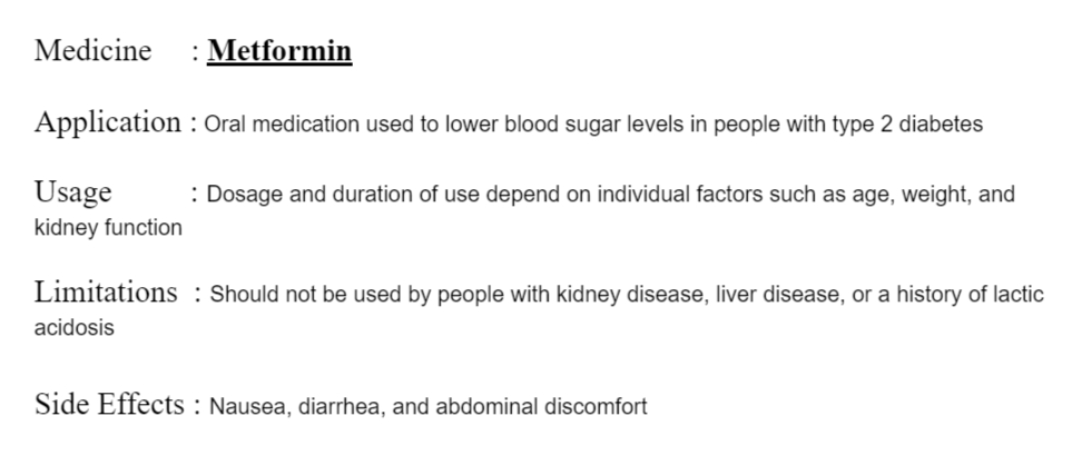 Medicine : Metformin
Application : Oral medication used to lower blood sugar levels in people with type 2 diabetes
Usage : Dosage and duration of use depend on individual factors such as age, weight, and
kidney function
Limitations : Should not be used by people with kidney disease, liver disease, or a history of lactic
acidosis
Side Effects : Nausea, diarrhea, and abdominal discomfort